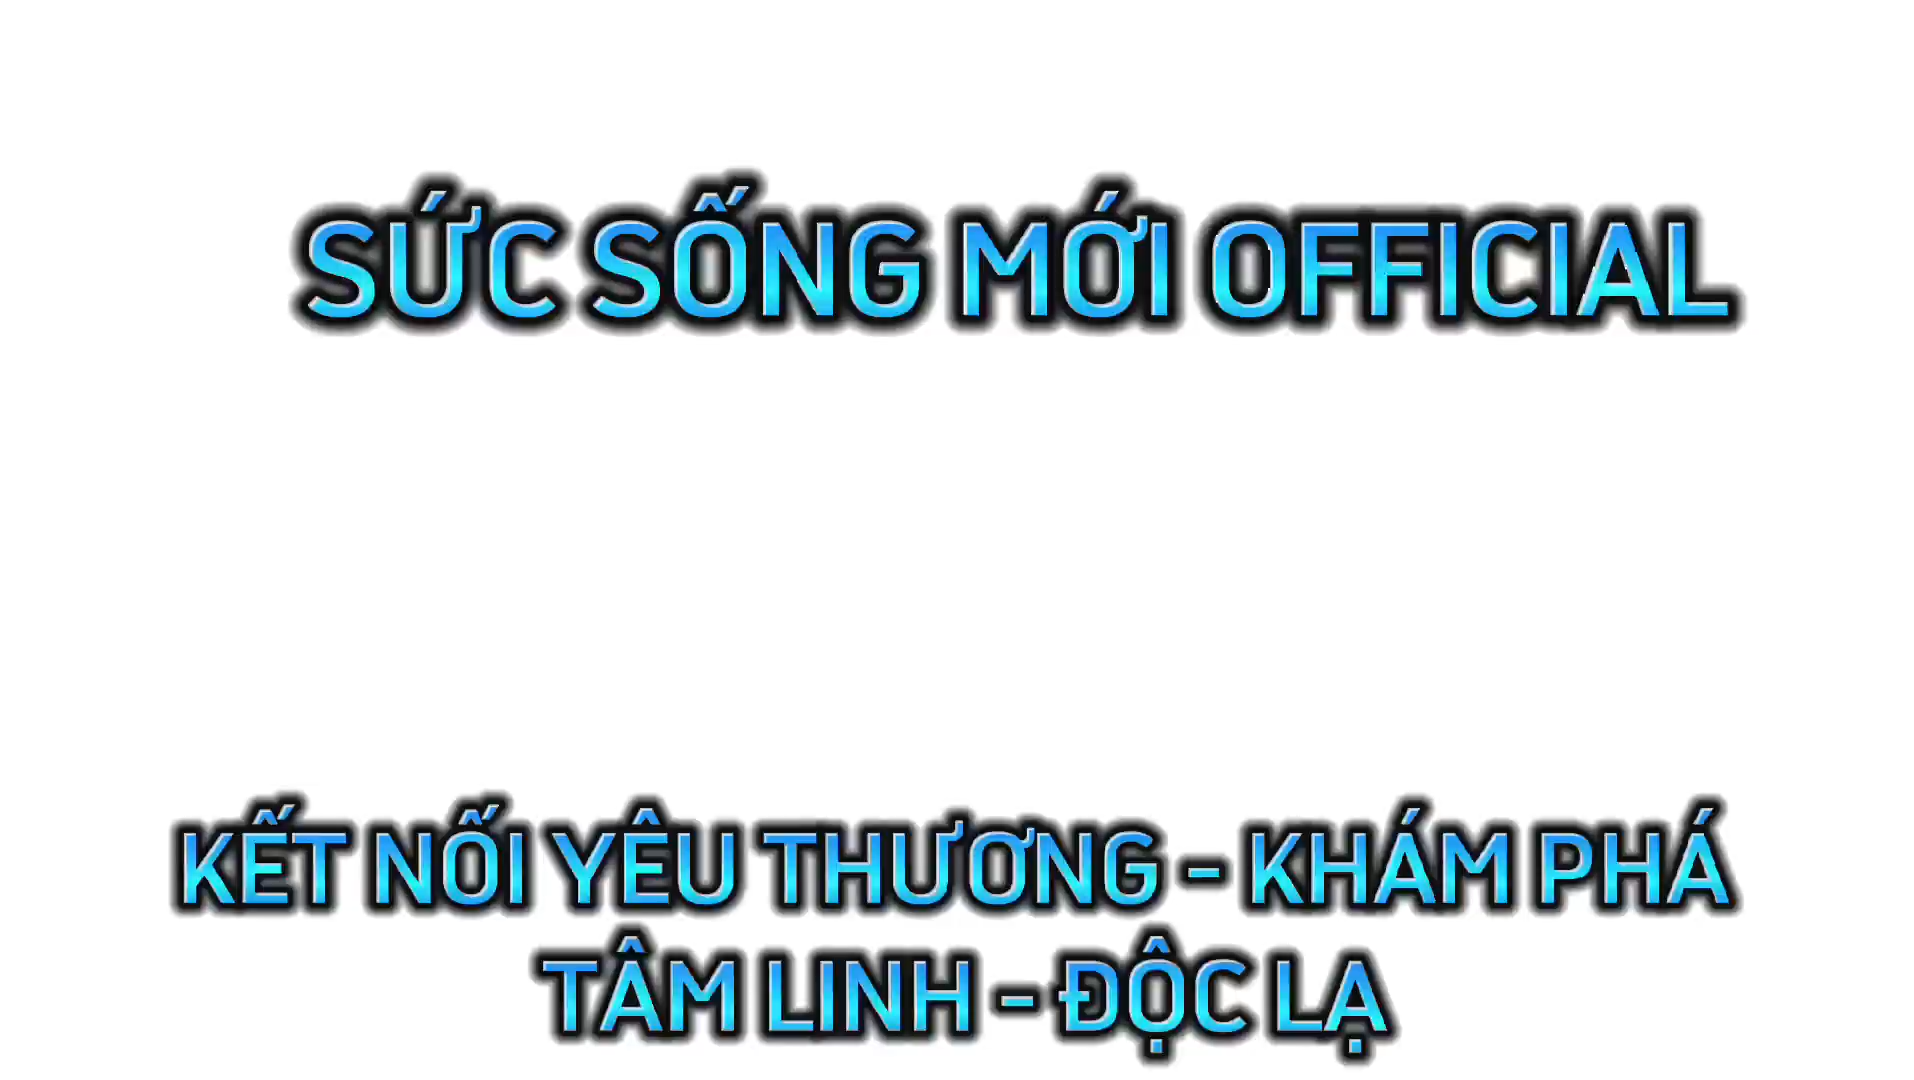 SỨC SỐNG MỚI OFFICIAL
KẾT NỐI YÊU THƯƠNG - KHÁM PHÁ
TÂM LINH - ĐỘC LẠ